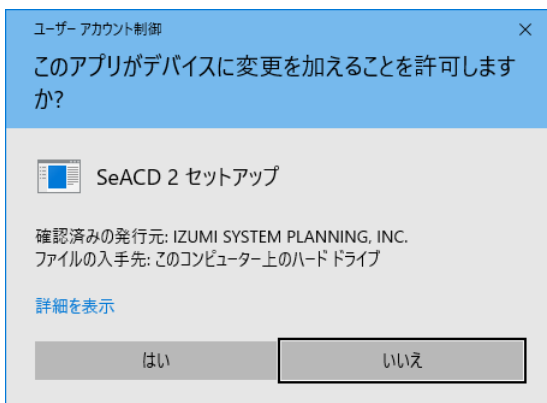 ユーザー アカウント制御
このアプリがデバイスに変更を加えることを許可します
か?
SeACD 2 セットアップ
確認済みの発行元: IZUMI SYSTEM PLANNING, INC.
ファイルの入手先: このコンピューター上のハード ドライブ
詳細を表示
はい
いいえ